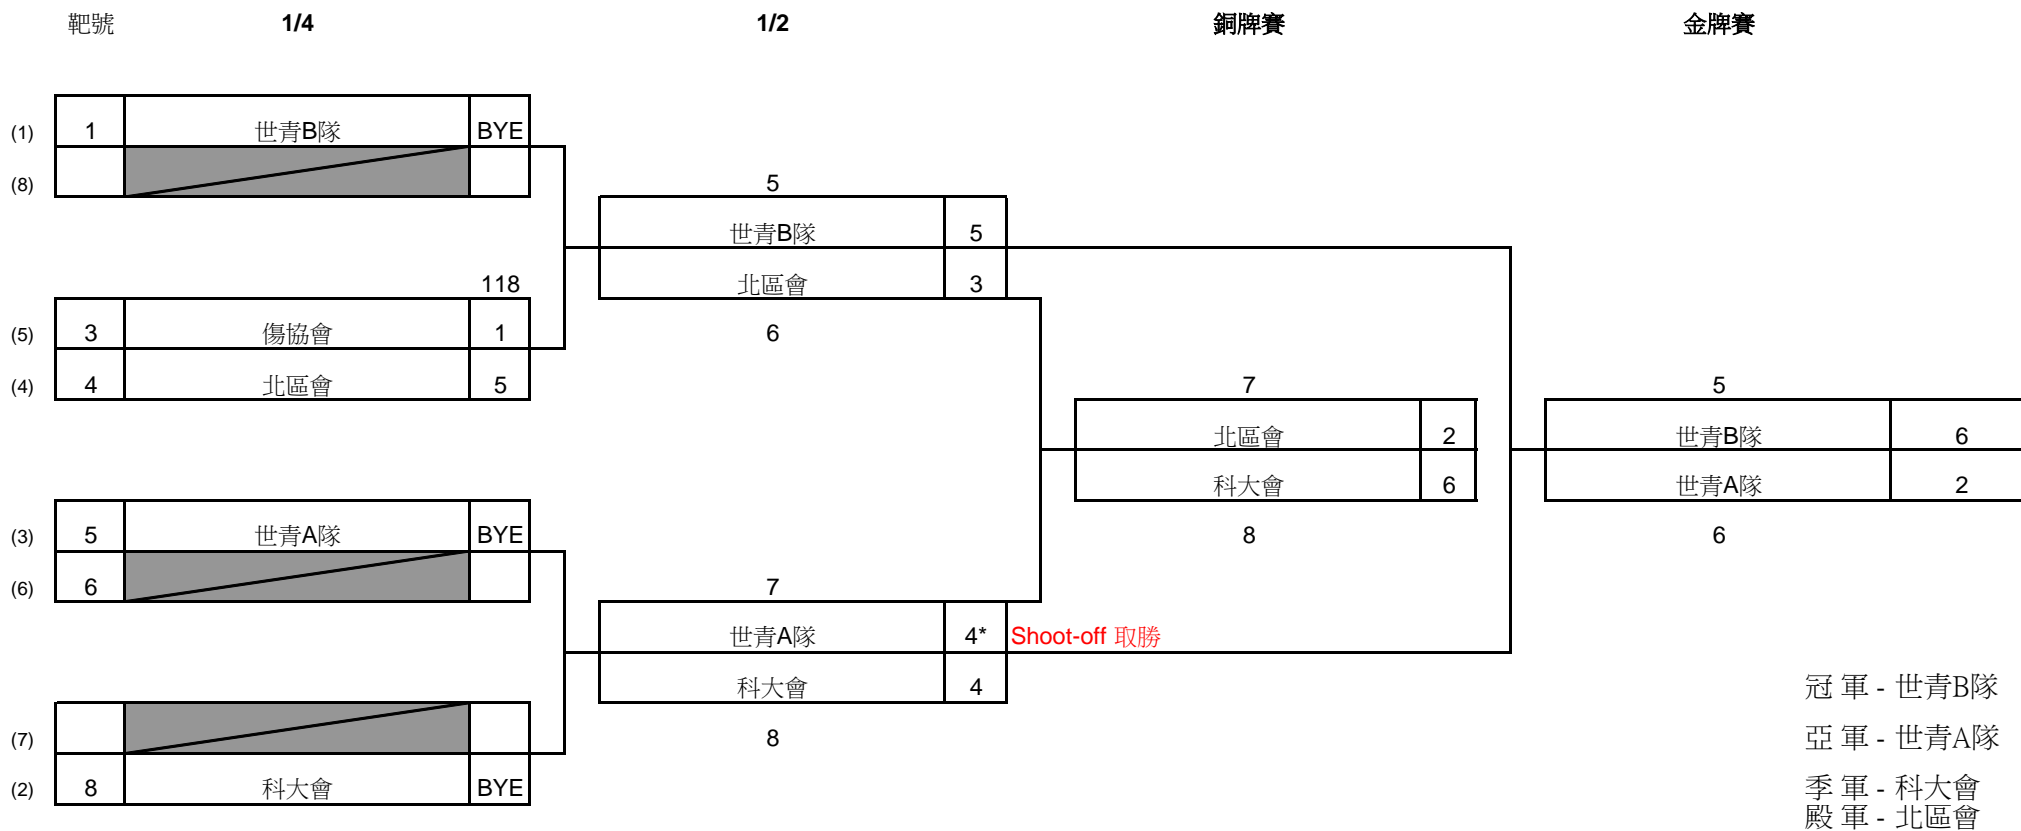 靶號 1/4 1/2 銅牌賽 金牌賽
(1) 1 世青B隊 BYE
(8) 5
世青B隊 5
118 北區會 3
(5) 3 傷協會 1 6
(4) 4 北區會 5 7 5
北區會 2 世青B隊 6
科大會 6 世青A隊 2
(3) 5 世青A隊 BYE 8 6
(6) 6 7
世青A隊 4* Shoot-off 取勝
科大會 4 冠 軍 - 世青B隊
(7) 8 亞 軍 - 世青A隊
(2) 8 科大會 BYE 季 軍 - 科大會
殿 軍 - 北區會